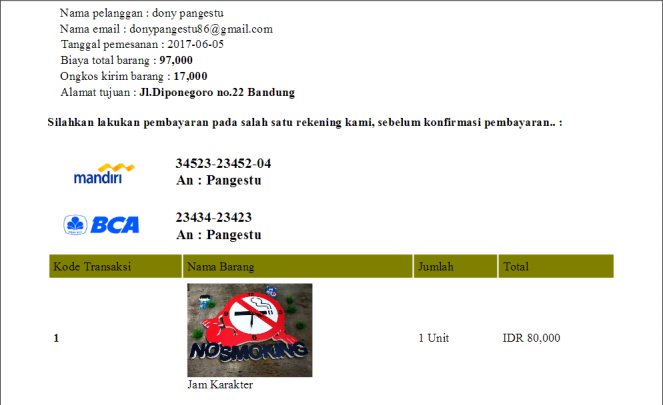 Nama pelanggan : dony pangestu
Nama email : donypangestu86@gmail.com
Tanggal pemesanan : 2017-06-05
Biaya total barang : 97,000
Ongkos kirim barang : 17,000
Alamat tujuan : Jl.Diponegoro no.22 Bandung
Silahkan lakukan pembayaran pada salah satu rekening kami, sebelum konfirmasi pembayaran.. :
mandırı
34523-23452-04
An : Pangestu
BCA
23434-23423
An : Pangestu
Kode Transaksi Nama Barang Jumlah Total
NO SMOKING
1 1 Unit IDR 80,000
Jam Karakter